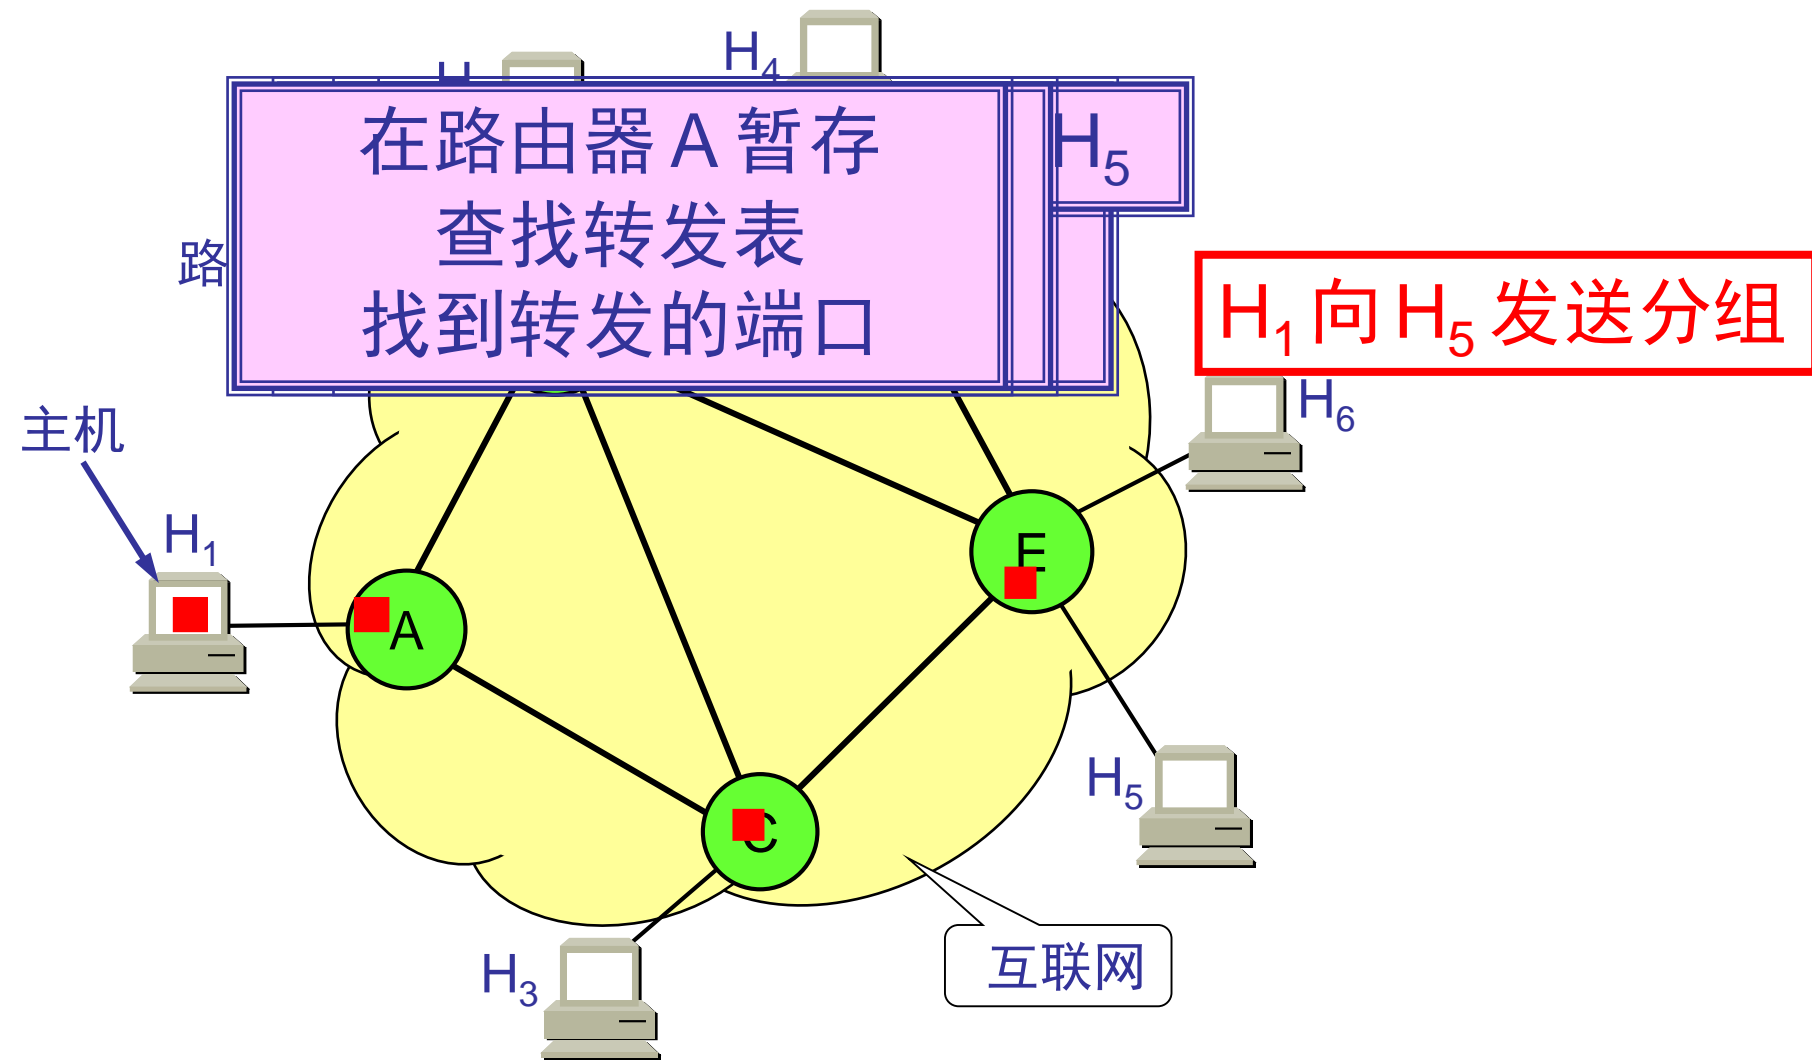 H₄
H
在路由器 A 暂存
H₅
查找转发表
路
找到转发的端口
H₁ 向 H₅ 发送分组
H₆
主机
H₁
E
A
H₅
C
互联网
H₃